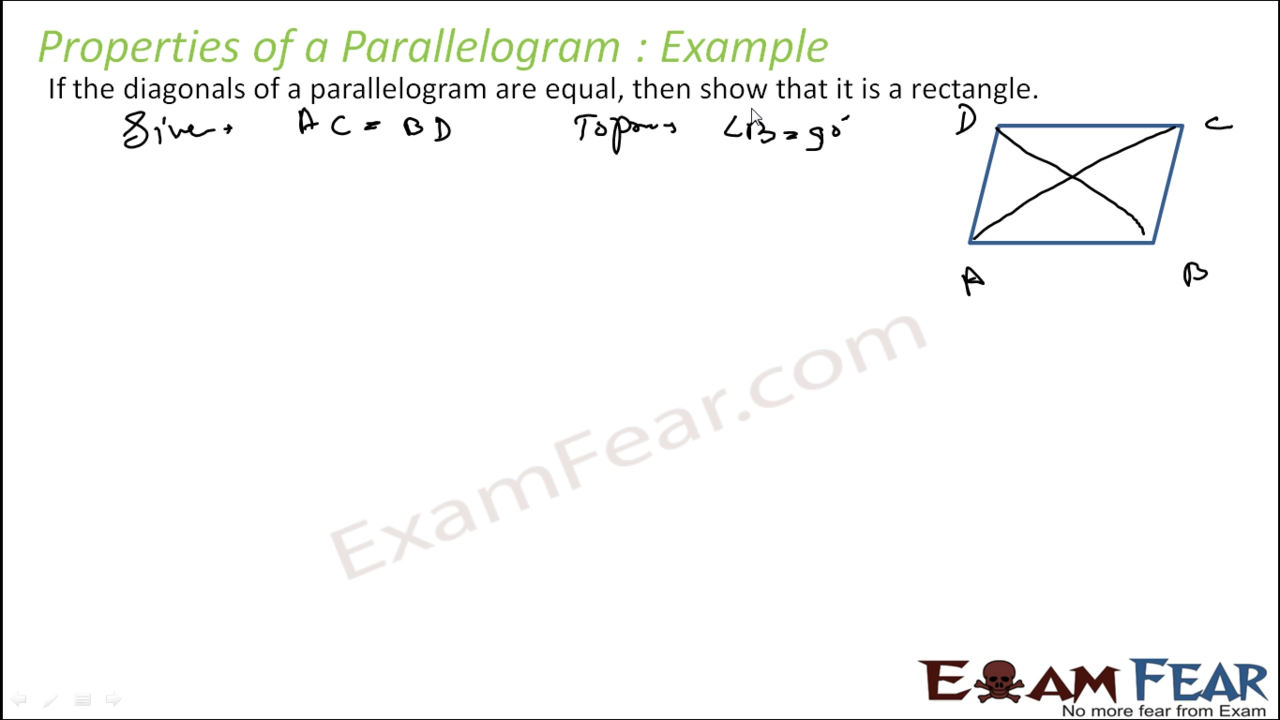 Properties of a Parallelogram : Example
If the diagonals of a parallelogram are equal, then show that it is a rectangle.
Given → AC = BD To prove → ∠B = 90°
D C
A B
ExamFear.com
EXAM FEAR
No more fear from Exam